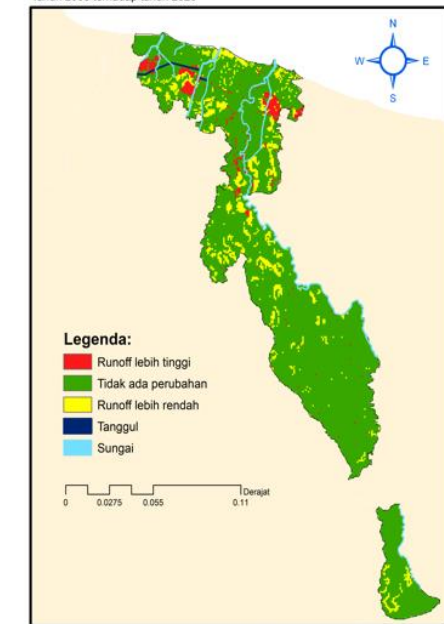 N
W E
S
Legenda:
Runoff lebih tinggi
Tidak ada perubahan
Runoff lebih rendah
Tanggul
Sungai
Derajat
0 0.0275 0.055 0.11